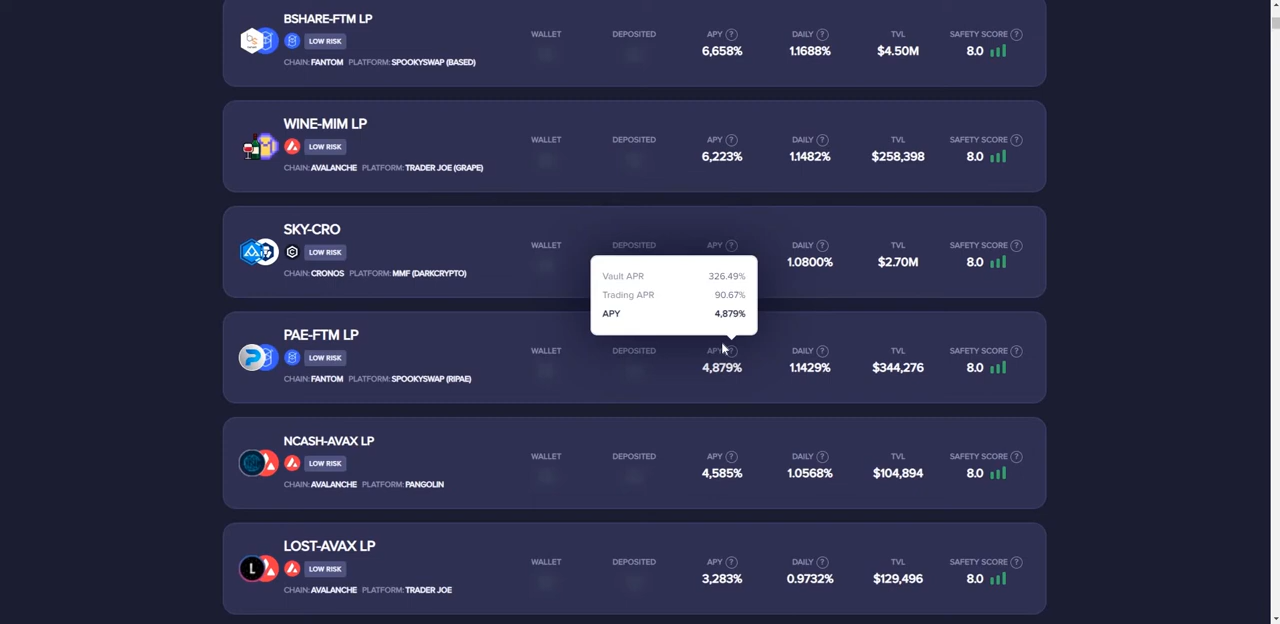 BSHARE-FTM LP
LOW RISK
CHAIN: FANTOM PLATFORM: SPOOKYSWAP (BASED)
WALLET DEPOSITED APY ? DAILY ? TVL SAFETY SCORE ?
6,658% 1.1688% $4.50M 8.0
WINE-MIM LP
LOW RISK
CHAIN: AVALANCHE PLATFORM: TRADER JOE (GRAPE)
WALLET DEPOSITED APY ? DAILY ? TVL SAFETY SCORE ?
6,223% 1.1482% $258,398 8.0
SKY-CRO
LOW RISK
CHAIN: CRONOS PLATFORM: MMF (DARKCRYPTO)
WALLET DEPOSITED APY ? DAILY ? TVL SAFETY SCORE ?
1.0800% $2.70M 8.0
Vault APR 326.49%
Trading APR 90.67%
APY 4,879%
PAE-FTM LP
LOW RISK
CHAIN: FANTOM PLATFORM: SPOOKYSWAP (RIPAE)
WALLET DEPOSITED APY ? DAILY ? TVL SAFETY SCORE ?
4,879% 1.1429% $344,276 8.0
NCASH-AVAX LP
LOW RISK
CHAIN: AVALANCHE PLATFORM: PANGOLIN
WALLET DEPOSITED APY ? DAILY ? TVL SAFETY SCORE ?
4,585% 1.0568% $104,894 8.0
LOST-AVAX LP
L
LOW RISK
CHAIN: AVALANCHE PLATFORM: TRADER JOE
WALLET DEPOSITED APY ? DAILY ? TVL SAFETY SCORE ?
3,283% 0.9732% $129,496 8.0